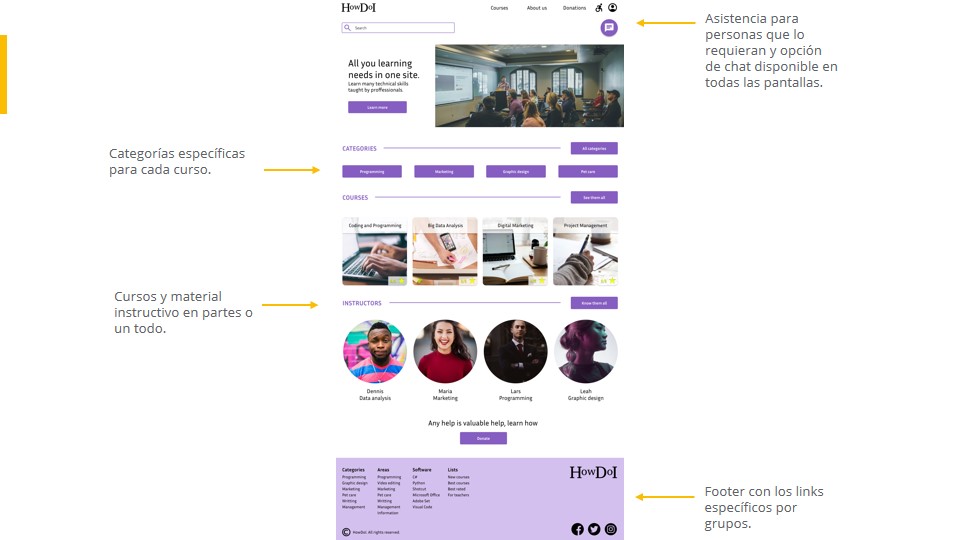 HowDoI
Courses About us Donations
Search
Asistencia para
personas que lo
requieran y opción
de chat disponible en
todas las pantallas.
All you learning
needs in one site.
Learn many technical skills
taught by proffesionals.
Learn more
Categorías específicas
para cada curso.
CATEGORIES All categories
Programming Marketing Graphic design Pet care
COURSES See them all
Coding and Programming Big Data Analysis Digital Marketing Project Management
Cursos y material
instructivo en partes o
un todo.
INSTRUCTORS Know them all
Dennis
Data analysis
Maria
Marketing
Lars
Programming
Leah
Graphic design
Any help is valuable help, learn how
Donate
Categories
Programming
Graphic design
Marketing
Pet care
Writting
Management
Areas
Programming
Video editing
Marketing
Pet care
Writting
Management
Information
Software
C#
Python
Shotcut
Microsoft Office
Adobe Set
Visual Code
Lists
New courses
Best courses
Best rated
For teachers
HowDoI
Footer con los links
específicos por
grupos.
© HowdoI. All rights reserved